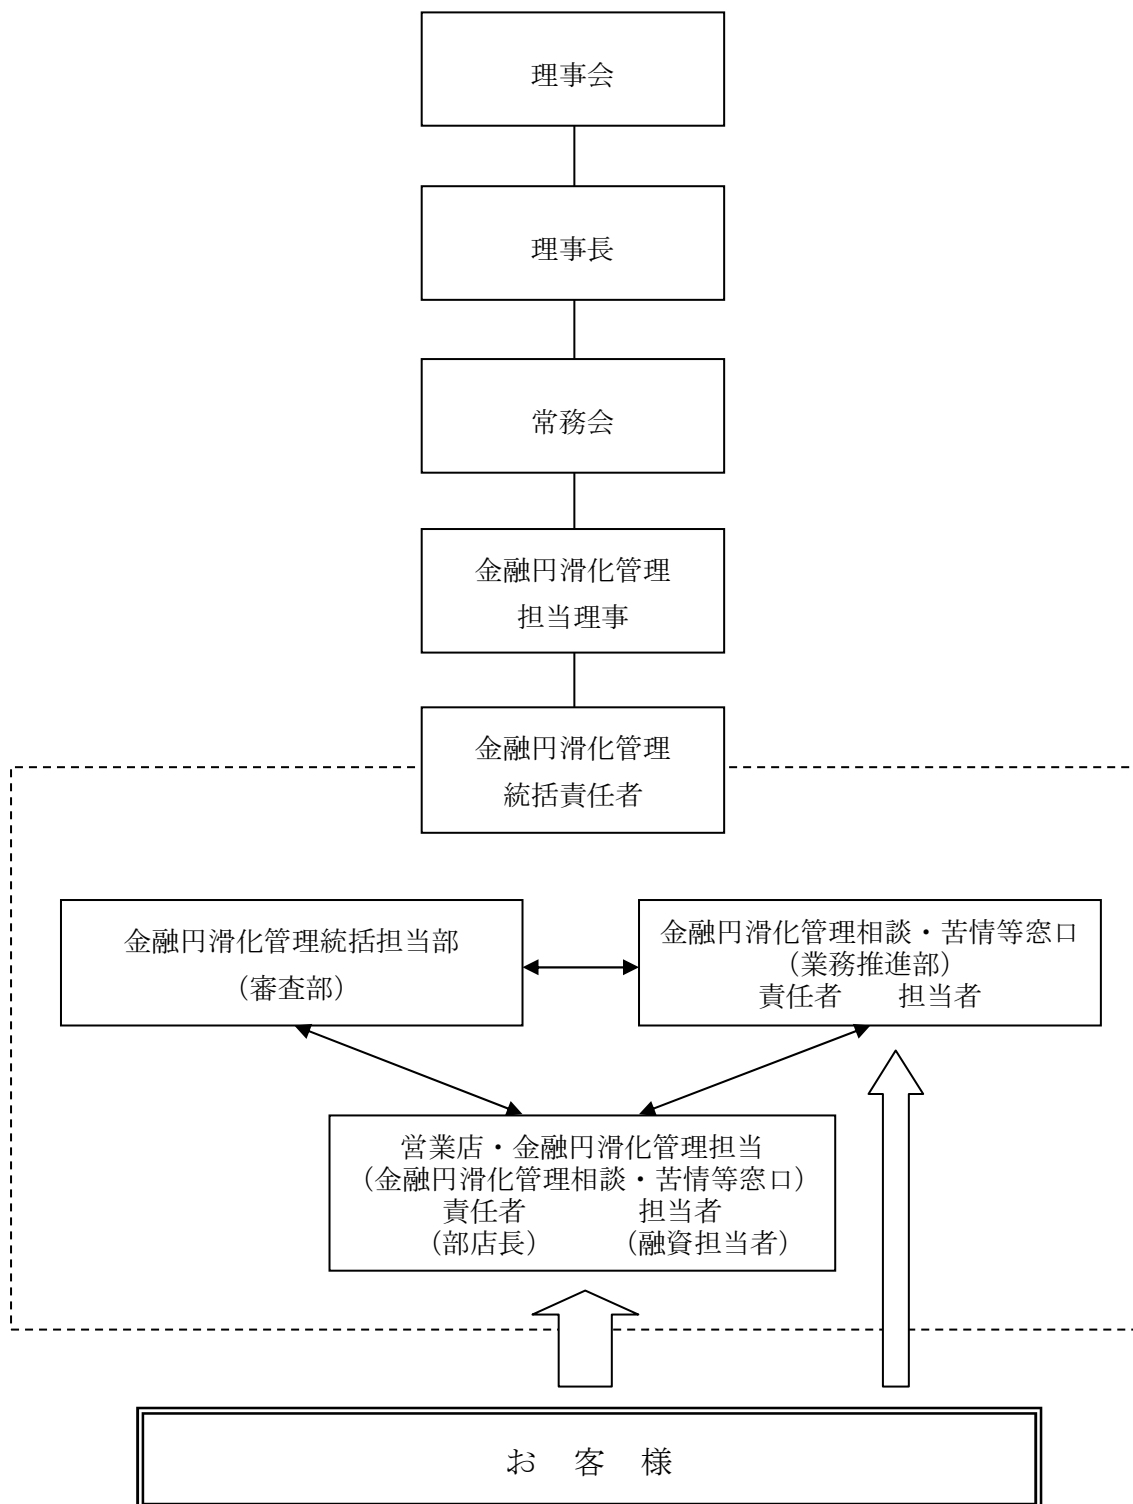 理事会
理事長
常務会
金融円滑化管理
担当理事
金融円滑化管理
統括責任者
金融円滑化管理統括担当部
（審査部）
金融円滑化管理相談・苦情等窓口
（業務推進部）
責任者　　担当者
営業店・金融円滑化管理担当
（金融円滑化管理相談・苦情等窓口）
責任者　　　　担当者
（部店長）　　　（融資担当者）
お　客　様